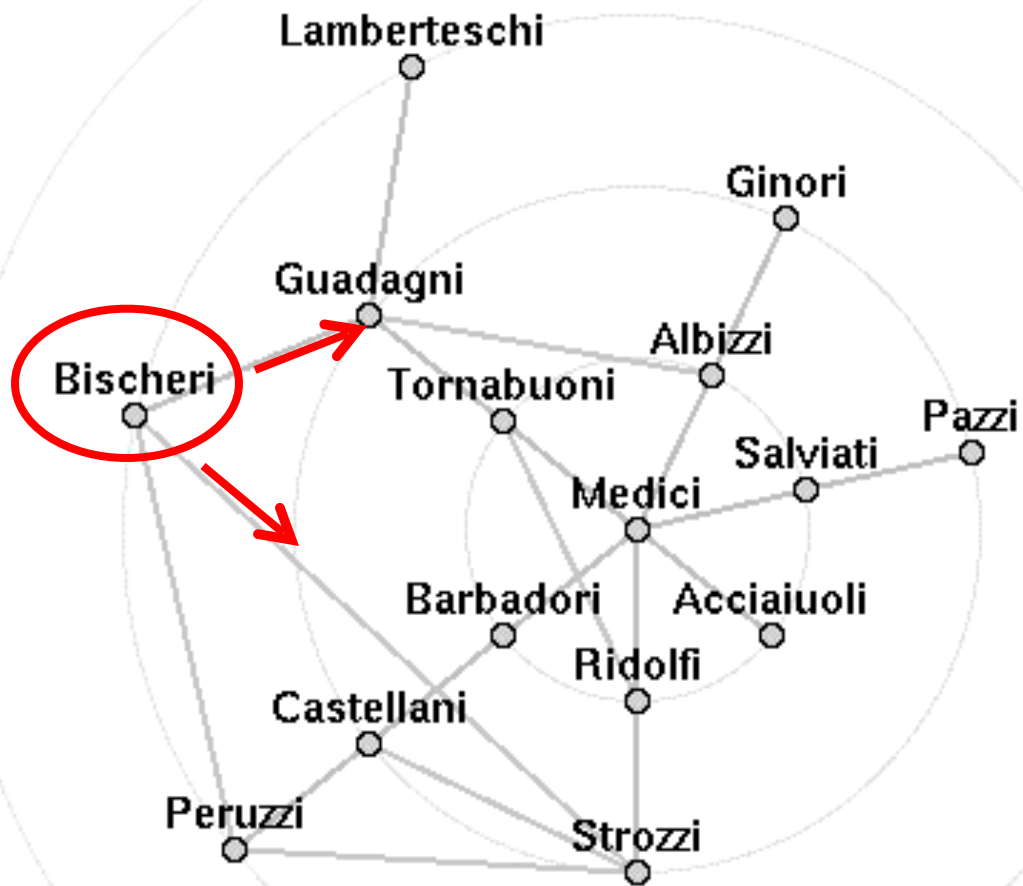 Lamberteschi
Ginori
Guadagni
Albizzi
Bischeri
Tornabuoni
Pazzi
Salviati
Medici
Barbadori
Acciaiuoli
Ridolfi
Castellani
Peruzzi
Strozzi